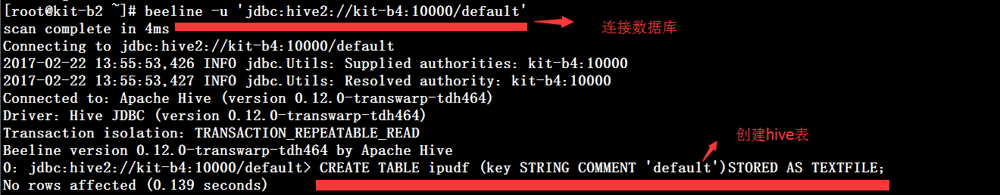 [root@kit-b2 ~]# beeline -u 'jdbc:hive2://kit-b4:10000/default'
scan complete in 4ms
连接数据库
Connecting to jdbc:hive2://kit-b4:10000/default
2017-02-22 13:55:53,426 INFO jdbc.Utils: Supplied authorities: kit-b4:10000
2017-02-22 13:55:53,427 INFO jdbc.Utils: Resolved authority: kit-b4:10000
Connected to: Apache Hive (version 0.12.0-transwarp-tdh464)
Driver: Hive JDBC (version 0.12.0-transwarp-tdh464)
Transaction isolation: TRANSACTION_REPEATABLE_READ
创建hive表
Beeline version 0.12.0-transwarp-tdh464 by Apache Hive
0: jdbc:hive2://kit-b4:10000/default> CREATE TABLE ipudf (key STRING COMMENT 'default')STORED AS TEXTFILE;
No rows affected (0.139 seconds)